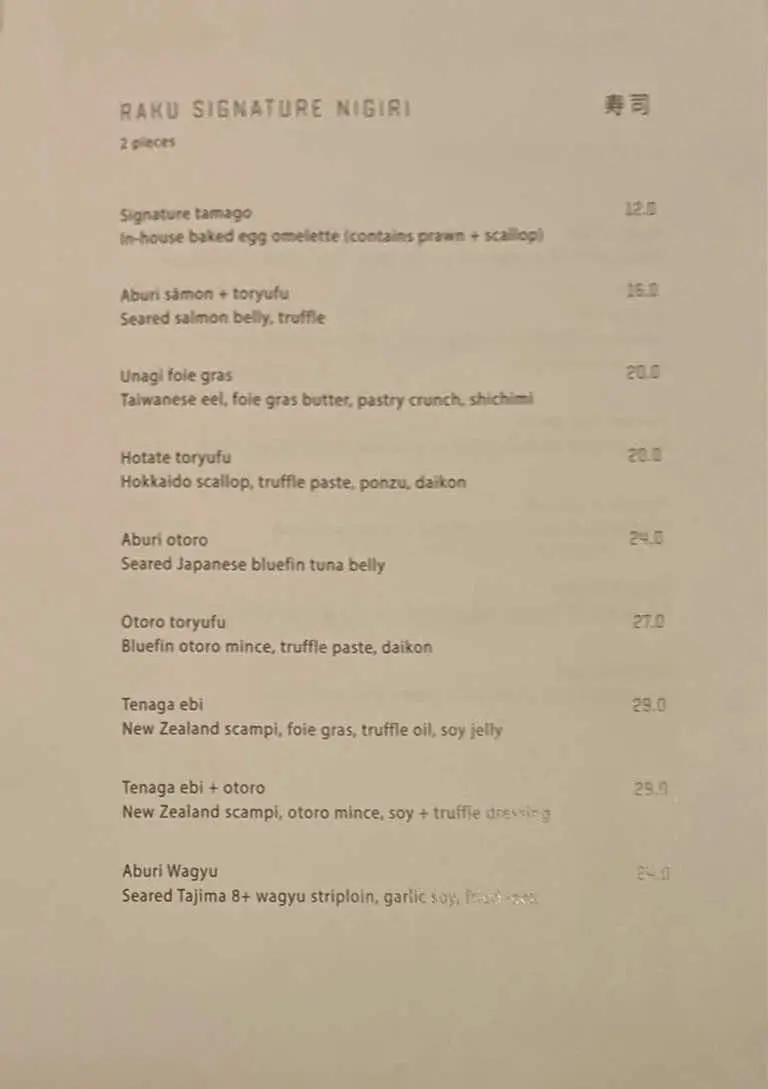 RAKU SIGNATURE NIGIRI 寿司
2 pieces
Signature tamago 12.0
In-house baked egg omelette (contains prawn + scallop)
Aburi sāmon + toryufu 16.0
Seared salmon belly, truffle
Unagi foie gras 20.0
Taiwanese eel, foie gras butter, pastry crunch, shichimi
Hotate toryufu 20.0
Hokkaido scallop, truffle paste, ponzu, daikon
Aburi otoro 24.0
Seared Japanese bluefin tuna belly
Otoro toryufu 27.0
Bluefin otoro mince, truffle paste, daikon
Tenaga ebi 29.0
New Zealand scampi, foie gras, truffle oil, soy jelly
Tenaga ebi + otoro 29.0
New Zealand scampi, otoro mince, soy + truffle dressing
Aburi Wagyu 24.0
Seared Tajima 8+ wagyu striploin, garlic soy,